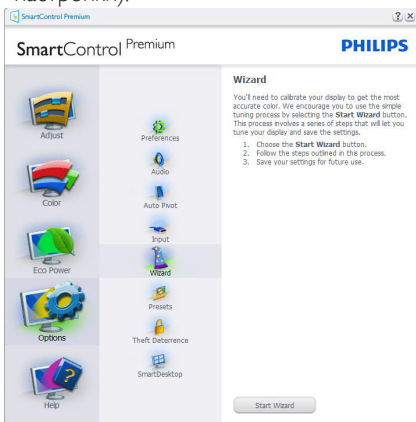 настройки).
SmartControl Premium
SmartControl Premium
PHILIPS
Adjust
Color
Eco Power
Options
Help
Preferences
Audio
Auto Pivot
Input
Wizard
Presets
Theft Deterrence
SmartDesktop
Wizard
You'll need to calibrate your display to get the most
accurate color. We encourage you to use the simple
tuning process by selecting the Start Wizard button.
This process involves a series of steps that will let you
tune your display and save the settings.
1. Choose the Start Wizard button.
2. Follow the steps outlined in this process.
3. Save your settings for future use.
Start Wizard